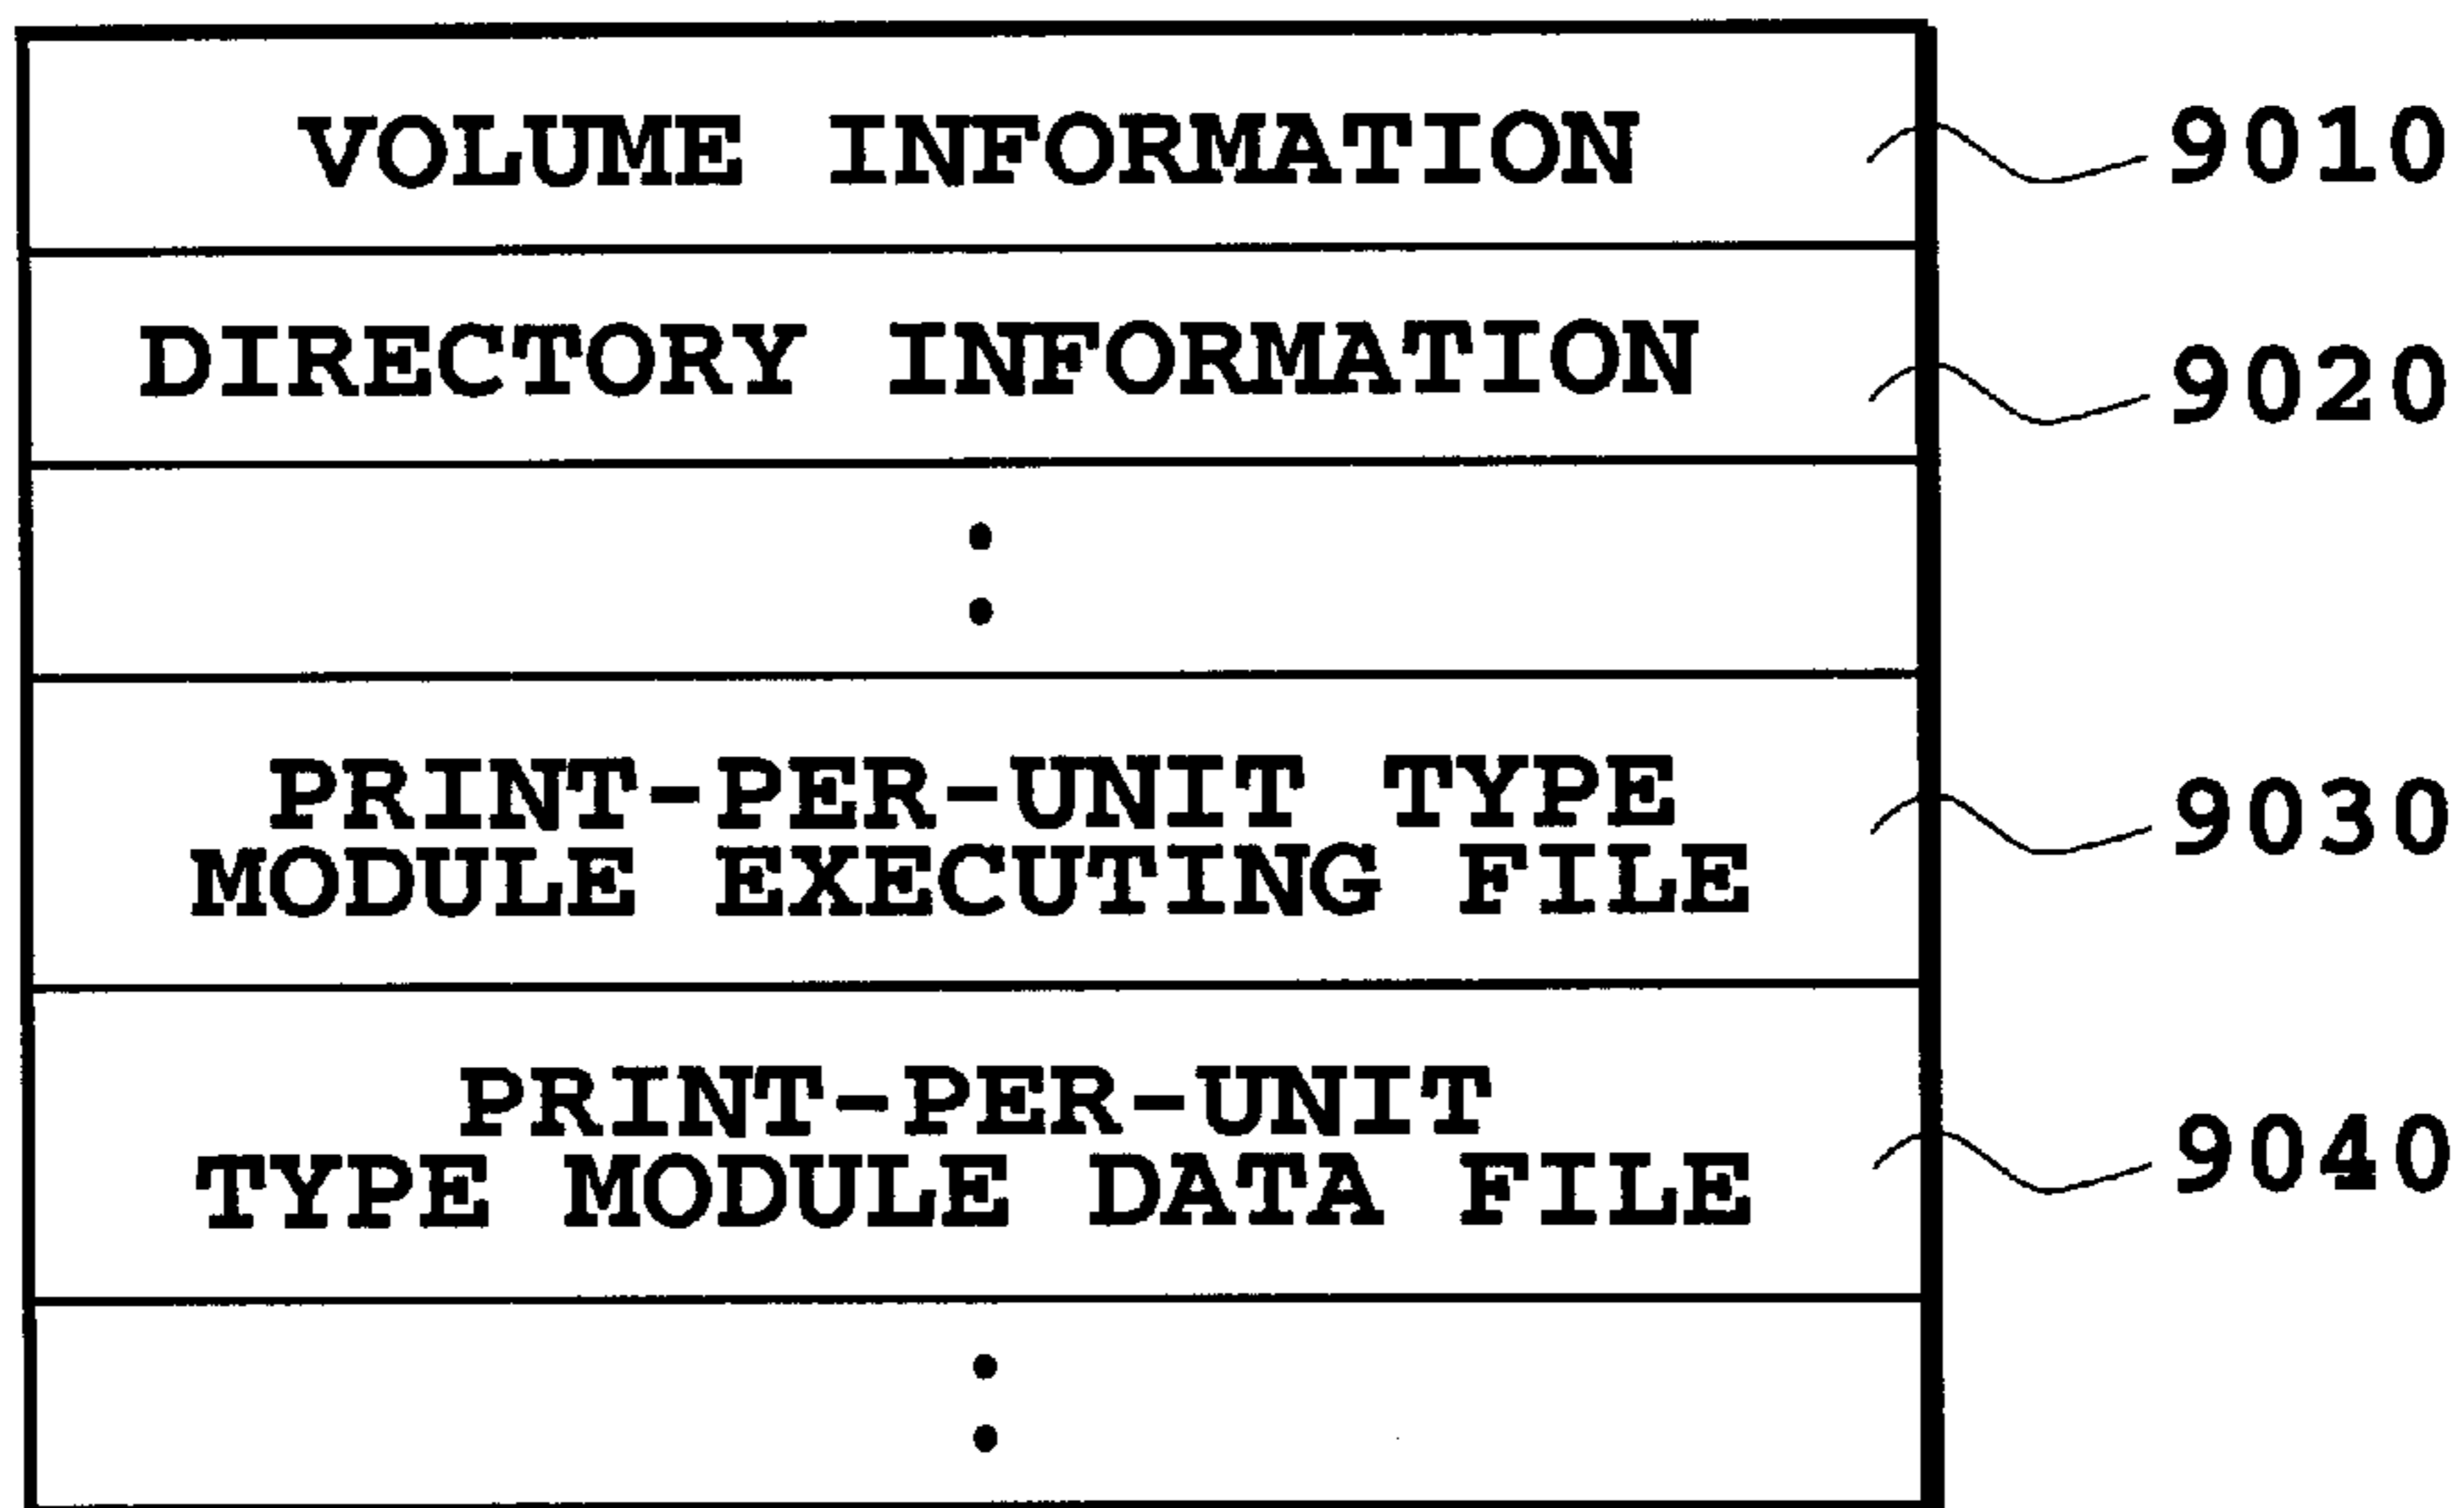 VOLUME INFORMATION 9010
DIRECTORY INFORMATION 9020
PRINT-PER-UNIT TYPE
MODULE EXECUTING FILE
9030
PRINT-PER-UNIT
TYPE MODULE DATA FILE
9040